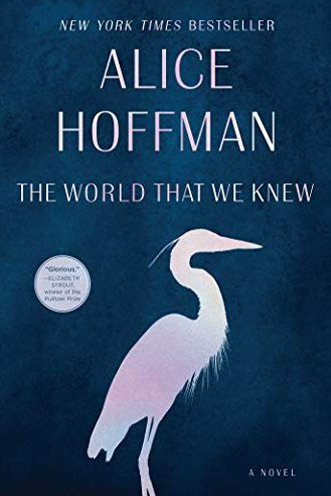 NEW YORK TIMES BESTSELLER
ALICE
HOFFMAN
THE WORLD THAT WE KNEW
"Glorious."
—ELIZABETH
STROUT,
winner of the
Pulitzer Prize
A NOVEL